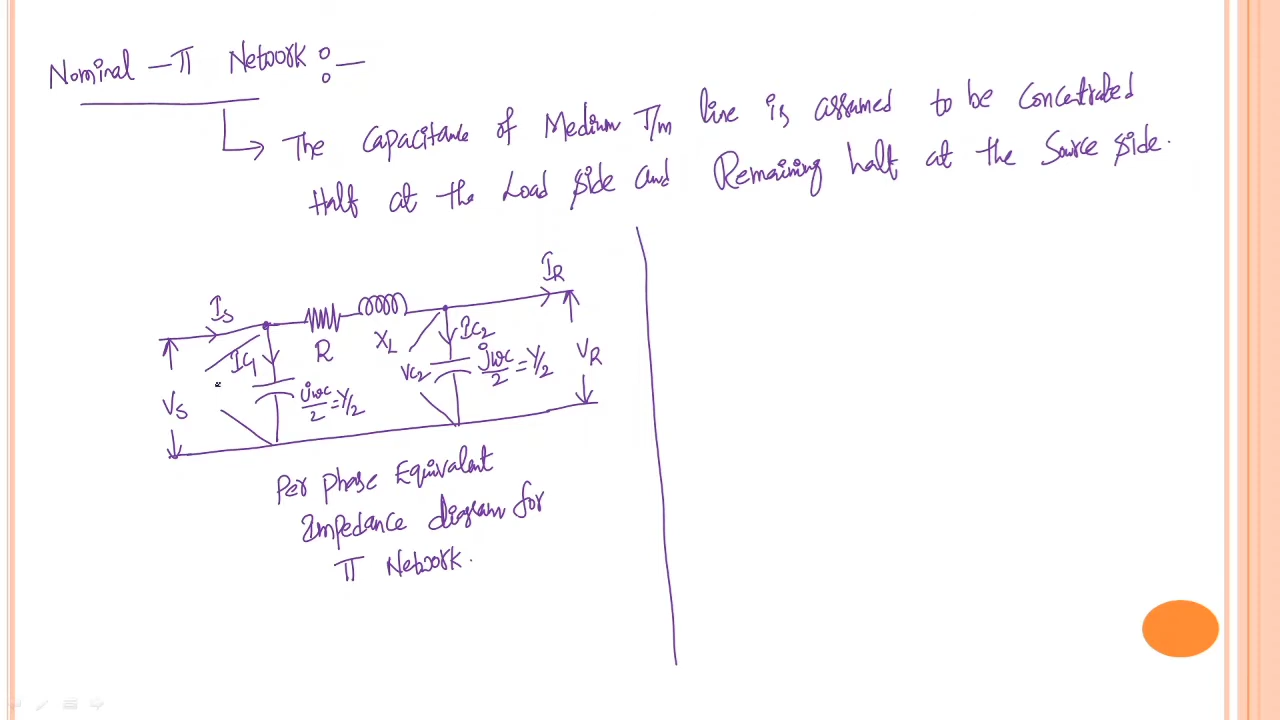 Nominal – π Network :-
The Capacitance of Medium T/m line is assumed to be Concentrated
Half at the Load side and Remaining half at the Source side.
Is
IR
R
XL
IC1
IC2
VC2
Vs
VR
jωc/2 = Y/2
jωc/2 = Y/2
Per phase Equivalent
Impedance diagram for
π Network.